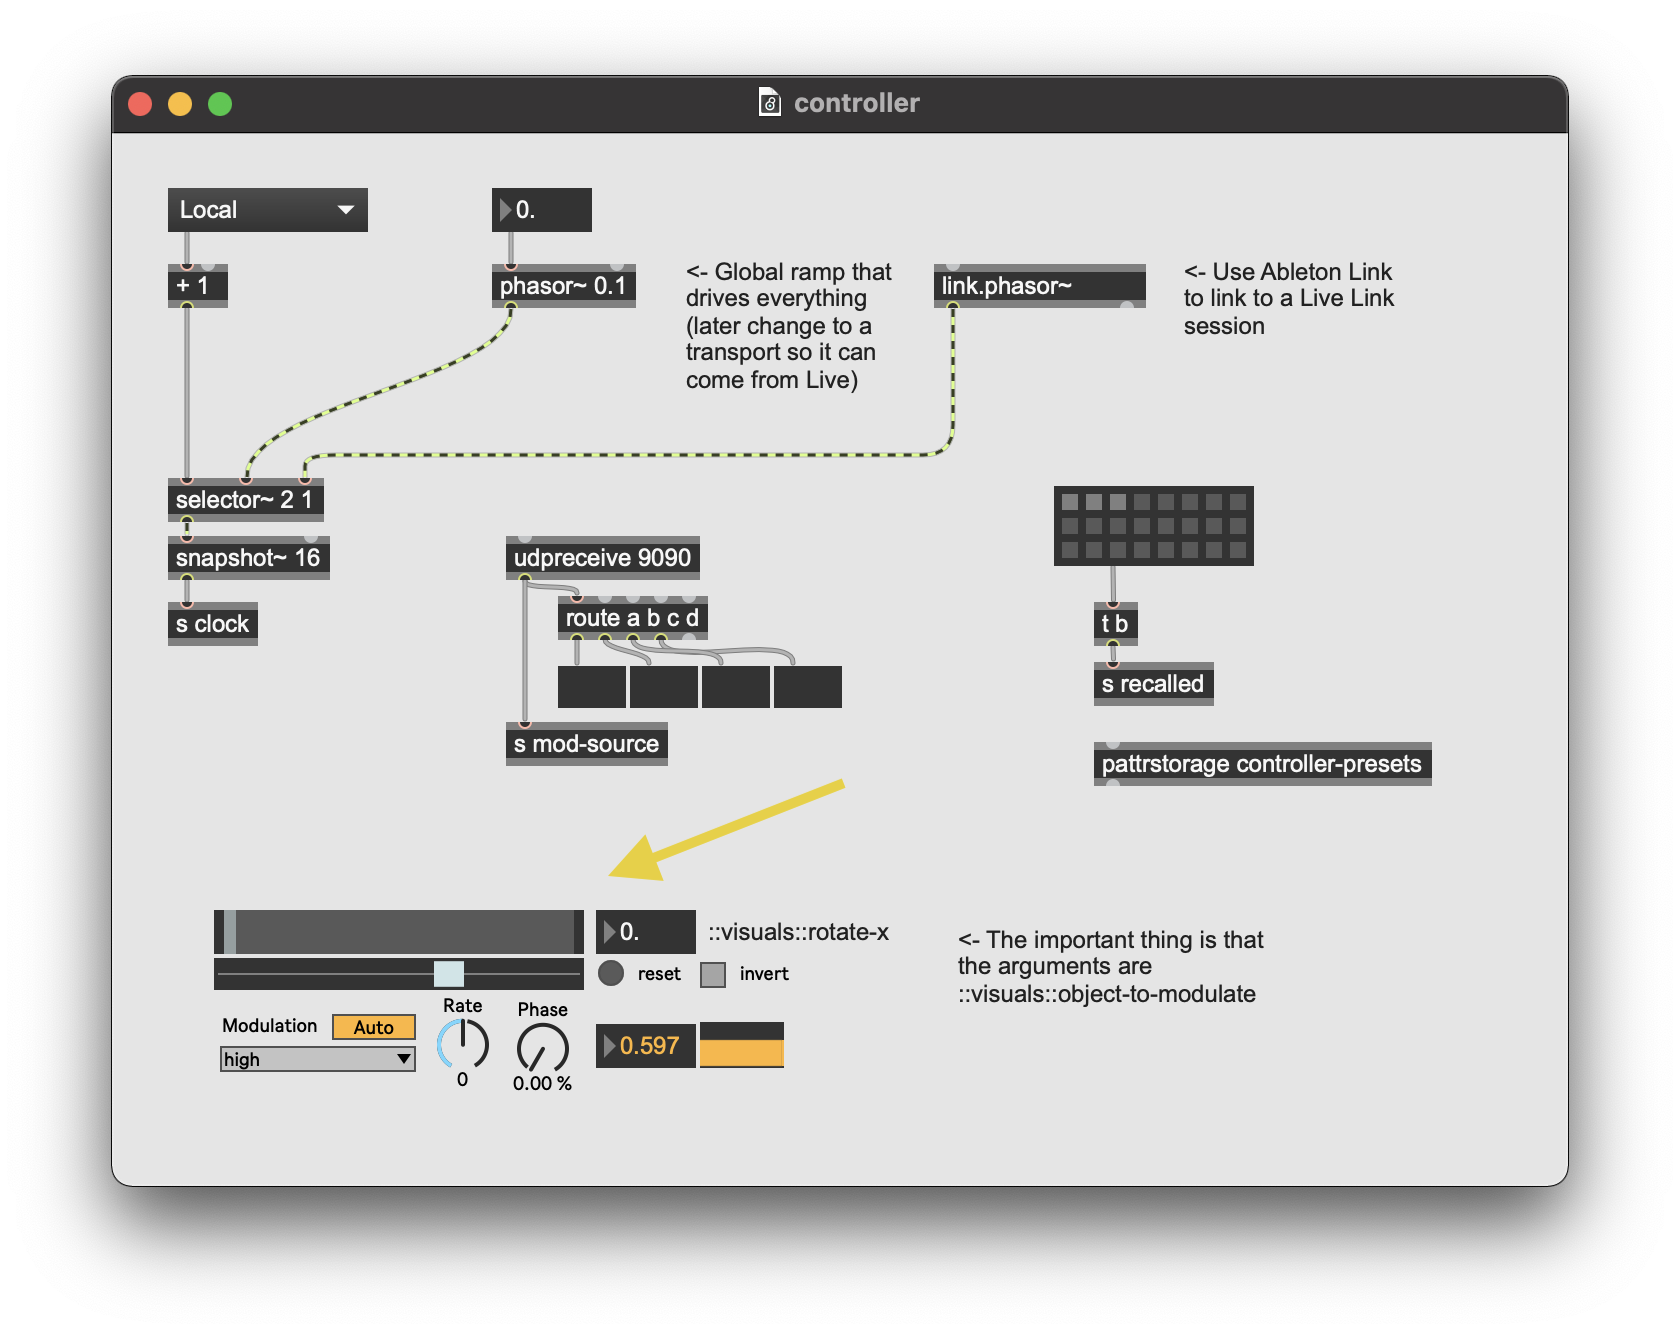 controller
Local
0.
+ 1
phasor~ 0.1
<- Global ramp that
drives everything
(later change to a
transport so it can
come from Live)
link.phasor~
<- Use Ableton Link
to link to a Live Link
session
selector~ 2 1
snapshot~ 16
s clock
udpreceive 9090
route a b c d
s mod-source
t b
s recalled
pattrstorage controller-presets
0.
::visuals::rotate-x
reset
invert
<- The important thing is that
the arguments are
::visuals::object-to-modulate
Modulation
Auto
high
Rate
0
Phase
0.00 %
0.597